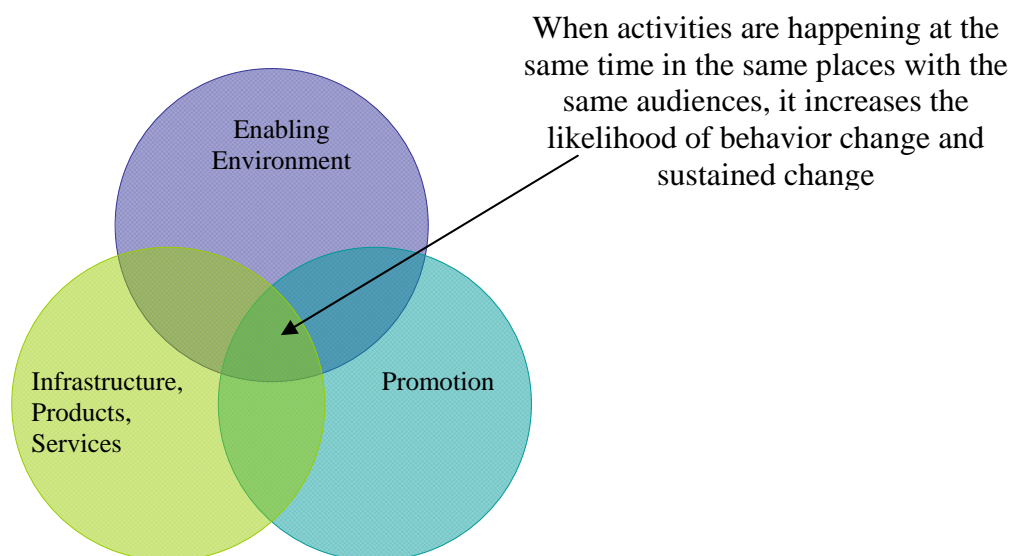 When activities are happening at the
same time in the same places with the
same audiences, it increases the
likelihood of behavior change and
sustained change
Enabling
Environment
Infrastructure,
Products,
Services
Promotion